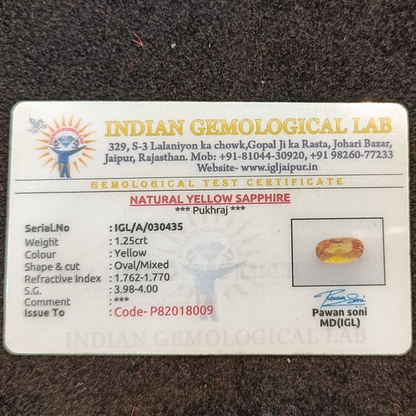 INDIAN GEMOLOGICAL LAB
329, S-3 Lalaniyon ka chowk,Gopal Ji ka Rasta, Johari Bazar,
Jaipur, Rajasthan. Mob: +91-81044-30920, +91 98260-77233
Website- www.igljaipur.in
GEMOLOGICAL TEST CERTIFICATE
NATURAL YELLOW SAPPHIRE
*** Pukhraj ***
Serial.No : IGL/A/030435
Weight : 1.25crt
Colour : Yellow
Shape & cut : Oval/Mixed
Refractive Index : 1.762-1.770
S.G. : 3.98-4.00
Comment : ***
Issue To : Code- P82018009
Pawan soni
MD(IGL)
INDIAN GEMOLOGICAL LAB